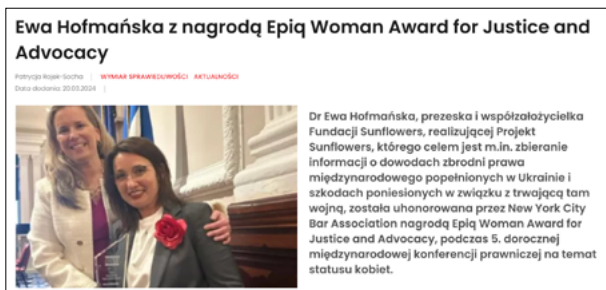 Ewa Hofmańska z nagrodą Epiq Woman Award for Justice and
Advocacy
Patrycja Rojek-Socha | WYMIAR SPRAWIEDLIWOŚCI AKTUALNOŚCI
Data dodania: 20.03.2024 |
Dr Ewa Hofmańska, prezeska i współzałożycielka
Fundacji Sunflowers, realizującej Projekt
Sunflowers, którego celem jest m.in. zbieranie
informacji o dowodach zbrodni prawa
międzynarodowego popełnionych w Ukrainie i
szkodach poniesionych w związku z trwającą tam
wojną, została uhonorowana przez New York City
Bar Association nagrodą Epiq Woman Award for
Justice and Advocacy, podczas 5. dorocznej
międzynarodowej konferencji prawniczej na temat
statusu kobiet.